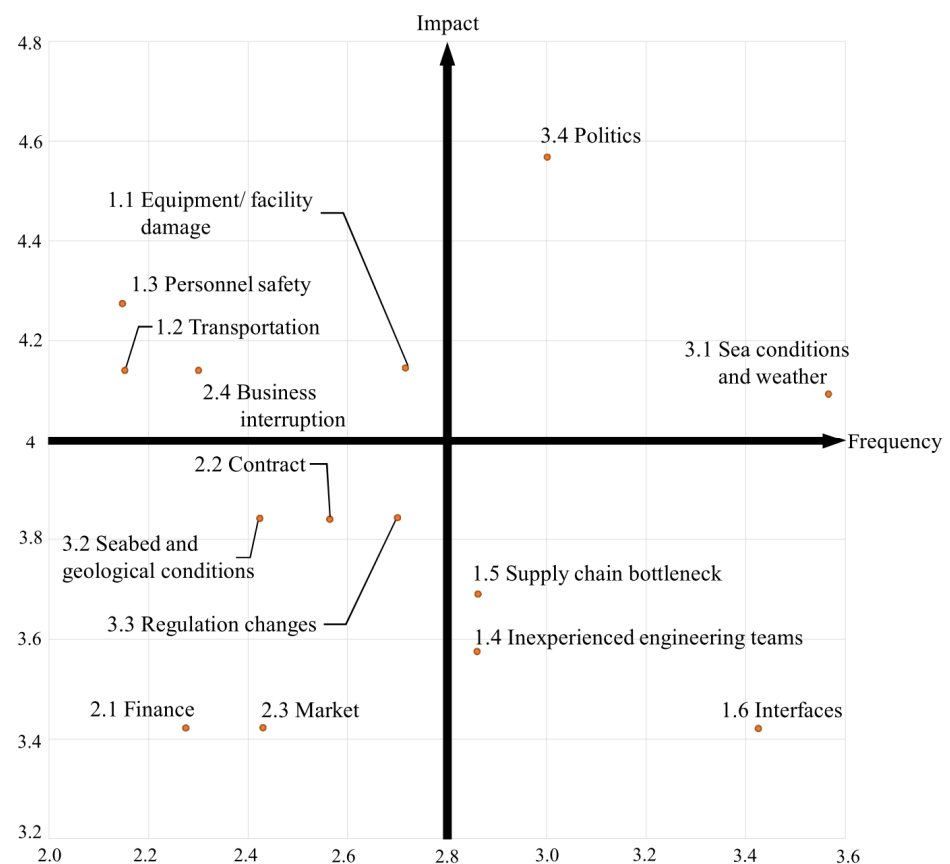 Impact
4.8
3.4 Politics
4.6
1.1 Equipment/ facility
damage
4.4
1.3 Personnel safety
1.2 Transportation
4.2
3.1 Sea conditions
and weather
2.4 Business
interruption
4
Frequency
2.2 Contract
3.8
3.2 Seabed and
geological conditions
1.5 Supply chain bottleneck
3.3 Regulation changes
3.6
1.4 Inexperienced engineering teams
2.1 Finance
2.3 Market
1.6 Interfaces
3.4
3.2
2.0 2.2 2.4 2.6 2.8 3.0 3.2 3.4 3.6